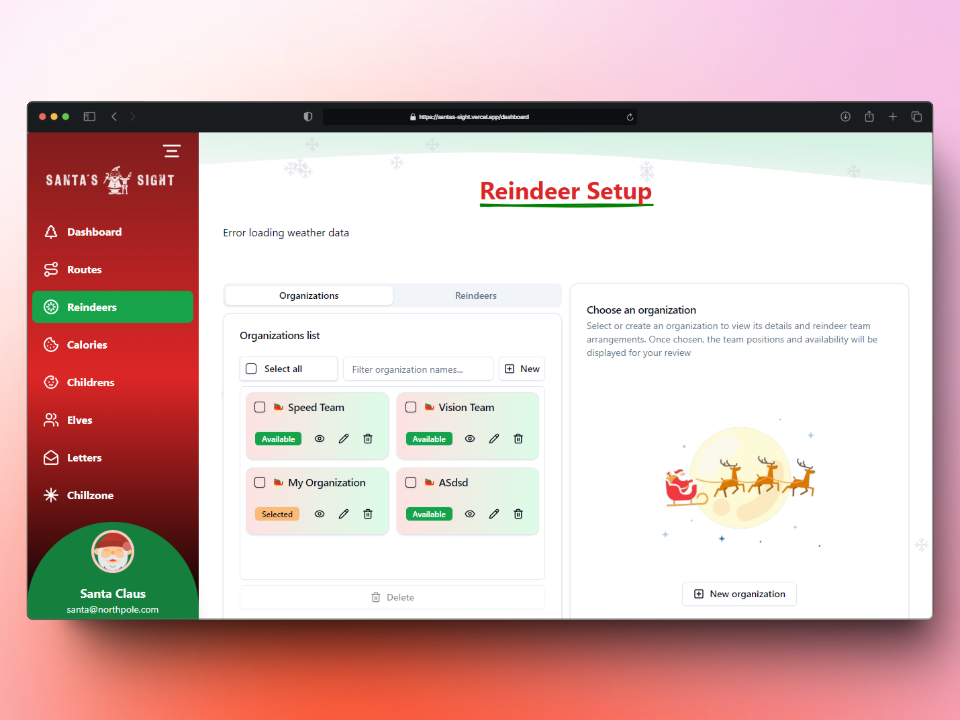 https://santas-sight.vercel.app/dashboard
SANTA'S SIGHT
Dashboard
Routes
Reindeers
Calories
Childrens
Elves
Letters
Chillzone
Santa Claus
santa@northpole.com
Reindeer Setup
Error loading weather data
Organizations
Reindeers
Organizations list
Select all
Filter organization names...
New
Speed Team
Available
Vision Team
Available
My Organization
Selected
ASdsd
Available
Delete
Choose an organization
Select or create an organization to view its details and reindeer team
arrangements. Once chosen, the team positions and availability will be
displayed for your review
New organization